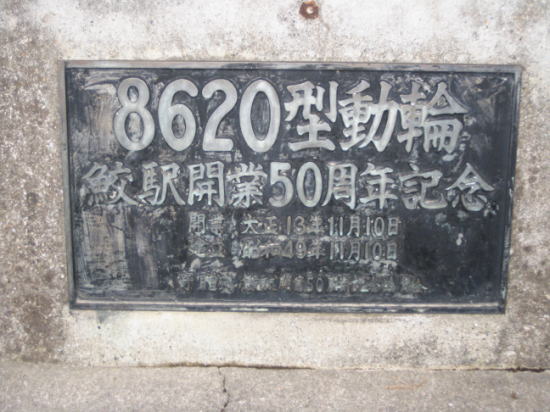 8620型動輪
鮫駅開業50周年記念
開業 大正13年11月10日
昭和49年11月10日
50